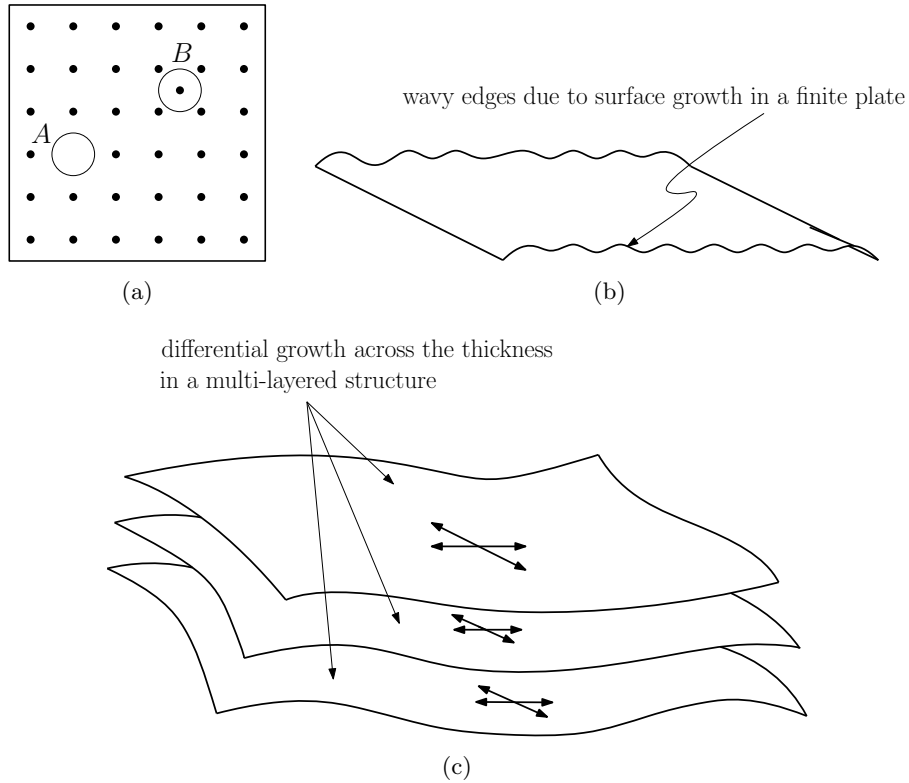 B
A
wavy edges due to surface growth in a finite plate
(a)
(b)
differential growth across the thickness
in a multi-layered structure
(c)